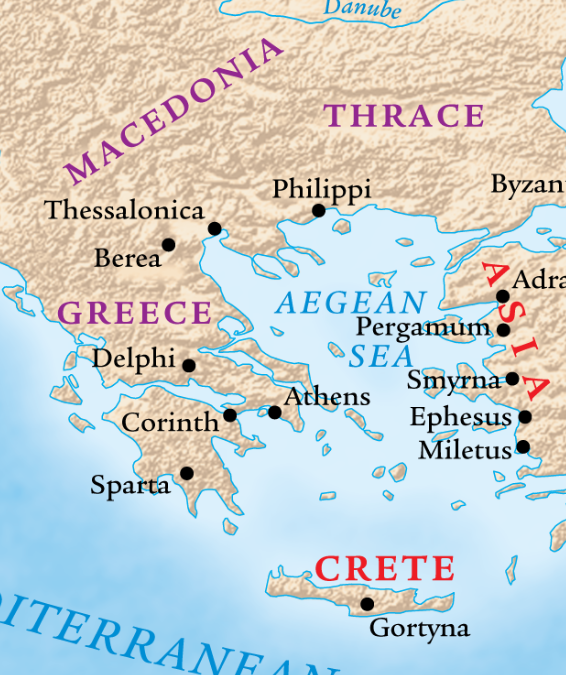 Danube
MACEDONIA
THRACE
Philippi
Byzan
Thessalonica
Berea
ASIA
Adra
GREECE
AEGEAN
SEA
Pergamum
Delphi
Smyrna
Athens
Corinth
Ephesus
Miletus
Sparta
CRETE
Gortyna
DITERRANEAN